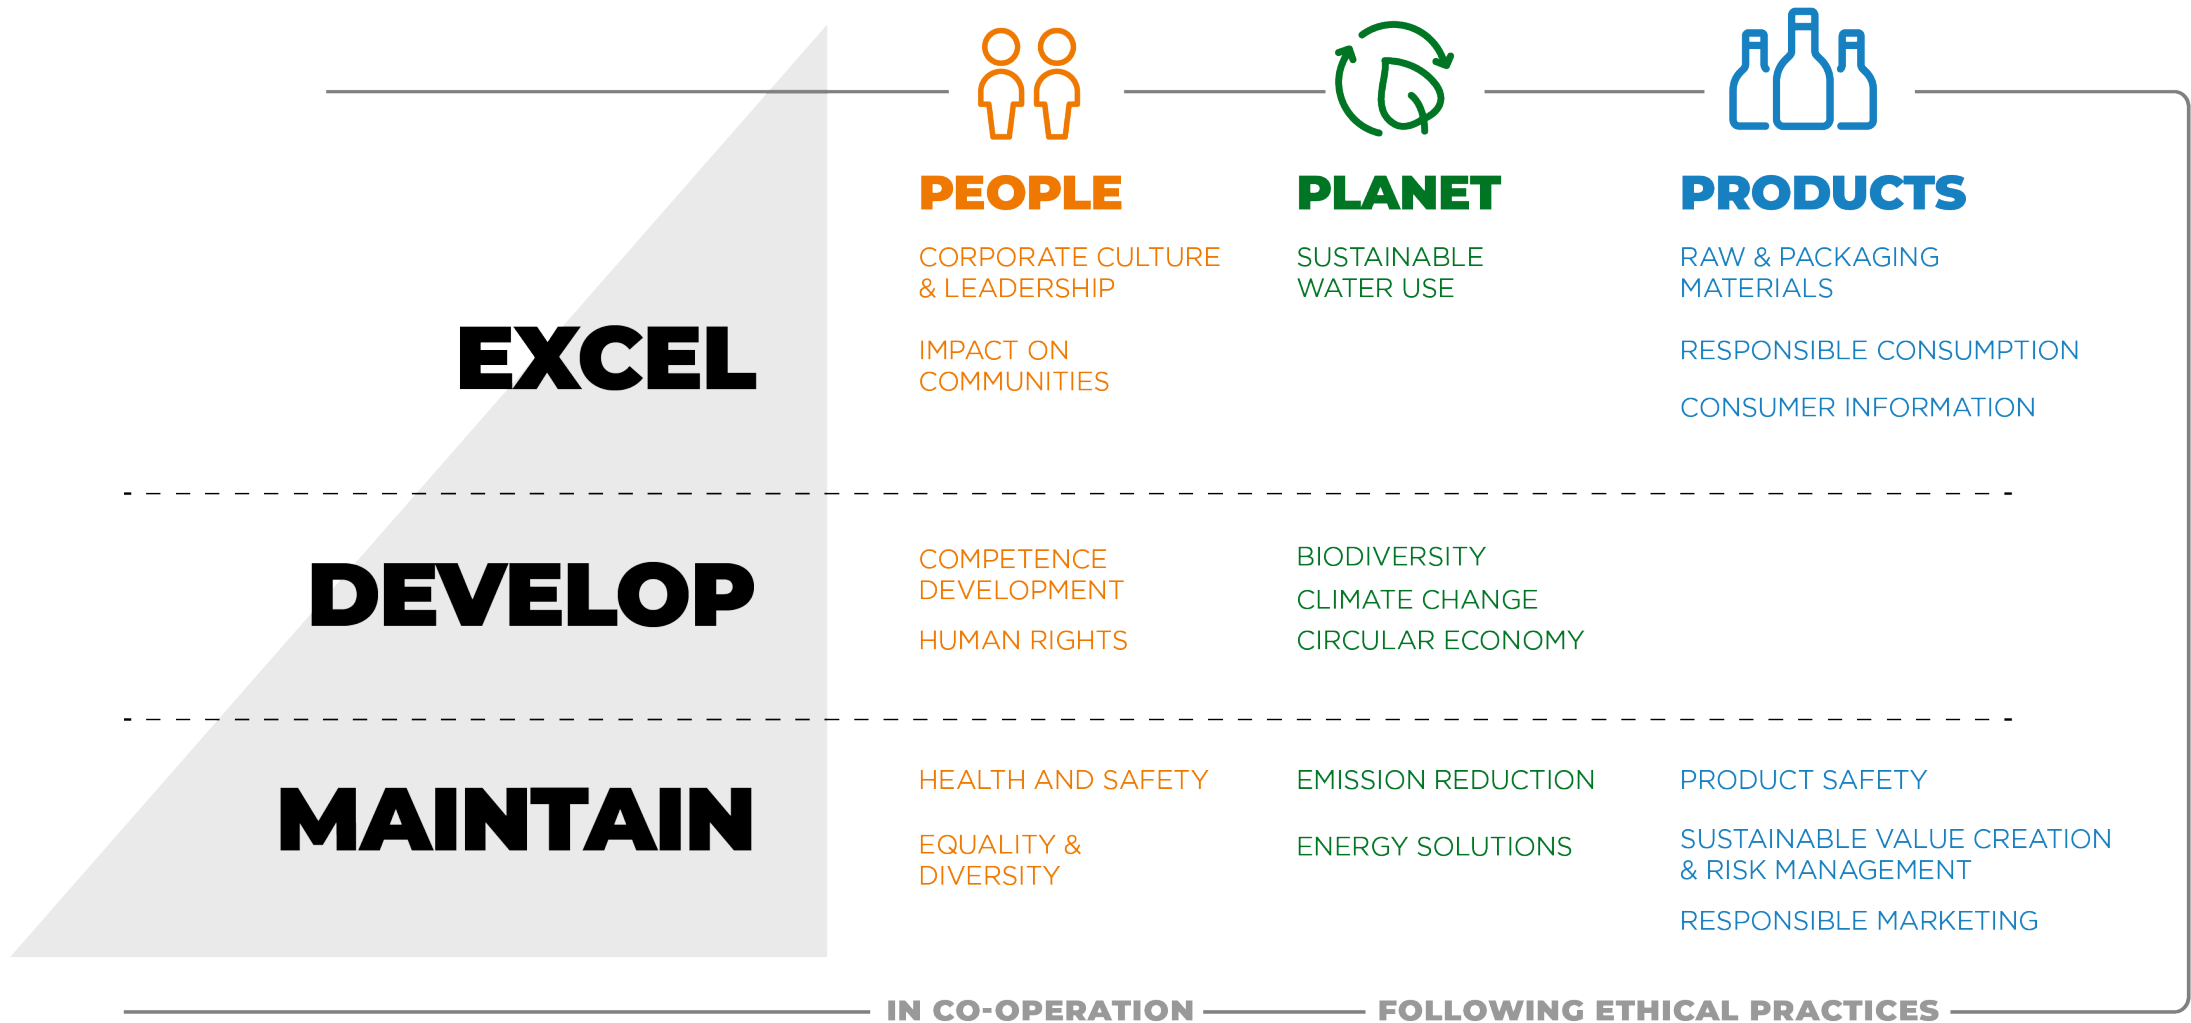 PEOPLE
PLANET
PRODUCTS
EXCEL
CORPORATE CULTURE
& LEADERSHIP
IMPACT ON
COMMUNITIES
SUSTAINABLE
WATER USE
RAW & PACKAGING
MATERIALS
RESPONSIBLE CONSUMPTION
CONSUMER INFORMATION
DEVELOP
COMPETENCE
DEVELOPMENT
HUMAN RIGHTS
BIODIVERSITY
CLIMATE CHANGE
CIRCULAR ECONOMY
MAINTAIN
HEALTH AND SAFETY
EQUALITY &
DIVERSITY
EMISSION REDUCTION
ENERGY SOLUTIONS
PRODUCT SAFETY
SUSTAINABLE VALUE CREATION
& RISK MANAGEMENT
RESPONSIBLE MARKETING
IN CO-OPERATION
FOLLOWING ETHICAL PRACTICES